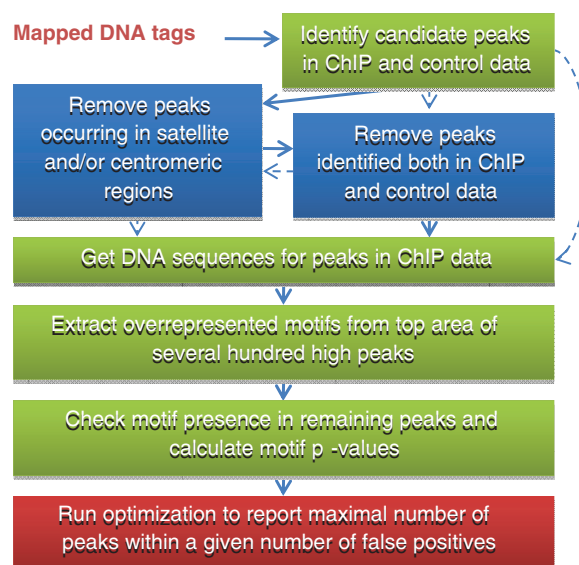 Mapped DNA tags
Identify candidate peaks
in ChIP and control data
Remove peaks
occurring in satellite
and/or centromeric
regions
Remove peaks
identified both in ChIP
and control data
Get DNA sequences for peaks in ChIP data
Extract overrepresented motifs from top area of
several hundred high peaks
Check motif presence in remaining peaks and
calculate motif p -values
Run optimization to report maximal number of
peaks within a given number of false positives